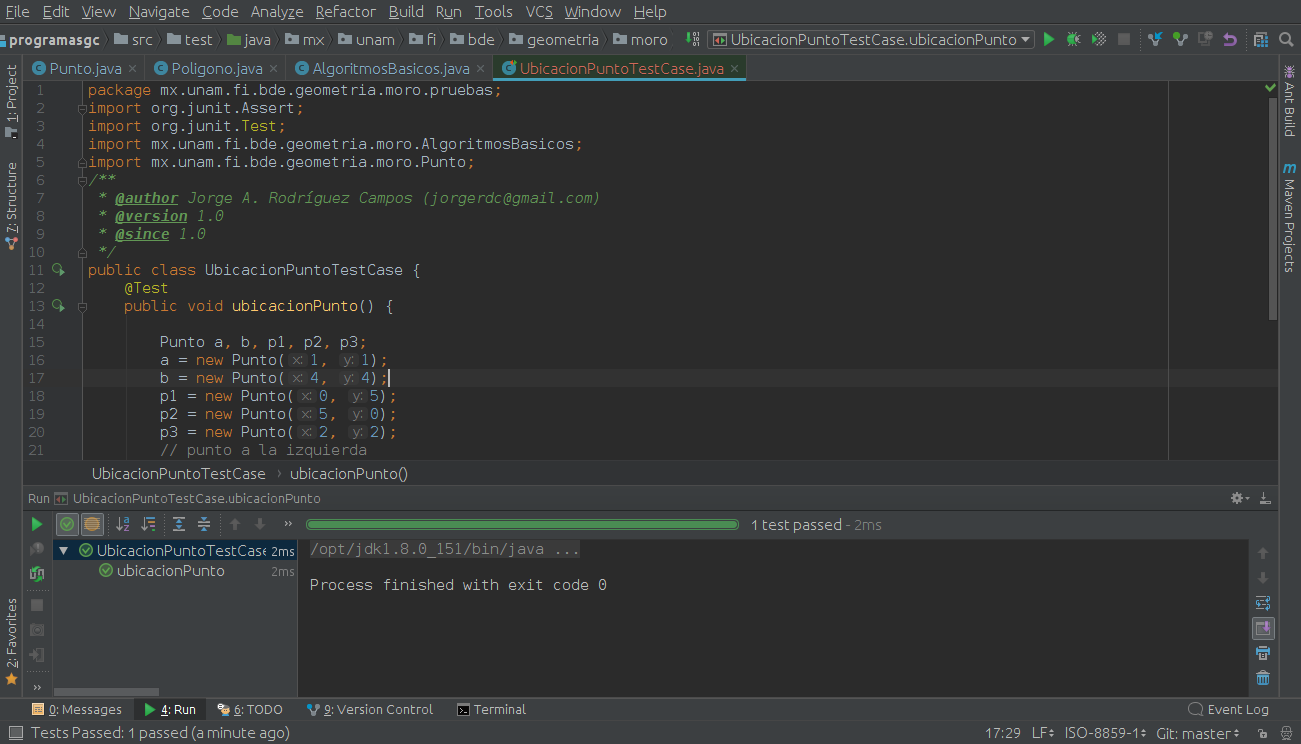 File Edit View Navigate Code Analyze Refactor Build Run Tools VCS Window Help
programasgc src test java mx unam fi bde geometria moro UbicacionPuntoTestCase.ubicacionPunto
Punto.java Poligono.java AlgoritmosBasicos.java UbicacionPuntoTestCase.java
1: Project
7: Structure
2: Favorites
1 package mx.unam.fi.bde.geometria.moro.pruebas;
2 import org.junit.Assert;
3 import org.junit.Test;
4 import mx.unam.fi.bde.geometria.moro.AlgoritmosBasicos;
5 import mx.unam.fi.bde.geometria.moro.Punto;
6 /**
7 * @author Jorge A. Rodríguez Campos (jorgerdc@gmail.com)
8 * @version 1.0
9 * @since 1.0
10 */
11 public class UbicacionPuntoTestCase {
12 @Test
13 public void ubicacionPunto() {
14
15 Punto a, b, p1, p2, p3;
16 a = new Punto( x: 1, y: 1);
17 b = new Punto( x: 4, y: 4);
18 p1 = new Punto( x: 0, y: 5);
19 p2 = new Punto( x: 5, y: 0);
20 p3 = new Punto( x: 2, y: 2);
21 // punto a la izquierda
Ant Build
m Maven Projects
UbicacionPuntoTestCase › ubicacionPunto()
Run UbicacionPuntoTestCase.ubicacionPunto
» 1 test passed - 2ms
UbicacionPuntoTestCase 2ms
ubicacionPunto 2ms
/opt/jdk1.8.0_151/bin/java ...
Process finished with exit code 0
»
0: Messages 4: Run 6: TODO 9: Version Control Terminal Event Log
Tests Passed: 1 passed (a minute ago) 17:29 LF ISO-8859-1 Git: master